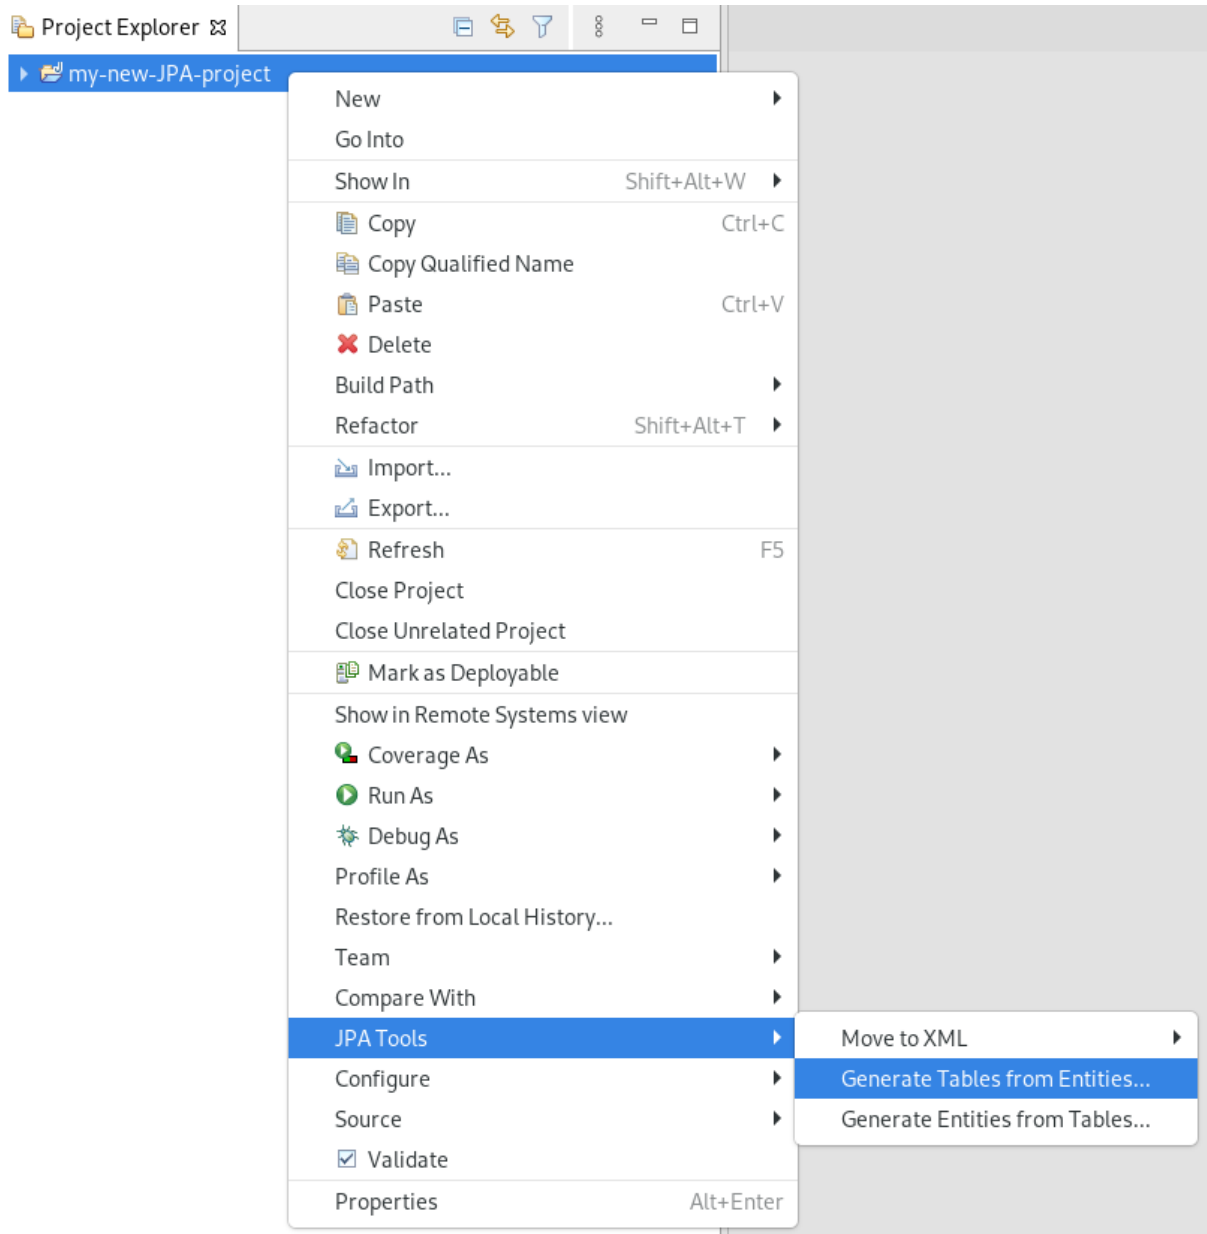 Project Explorer
my-new-JPA-project
New
Go Into
Show In Shift+Alt+W
Copy Ctrl+C
Copy Qualified Name
Paste Ctrl+V
Delete
Build Path
Refactor Shift+Alt+T
Import...
Export...
Refresh F5
Close Project
Close Unrelated Project
Mark as Deployable
Show in Remote Systems view
Coverage As
Run As
Debug As
Profile As
Restore from Local History...
Team
Compare With
JPA Tools
Move to XML
Configure
Generate Tables from Entities...
Source
Generate Entities from Tables...
Validate
Properties Alt+Enter